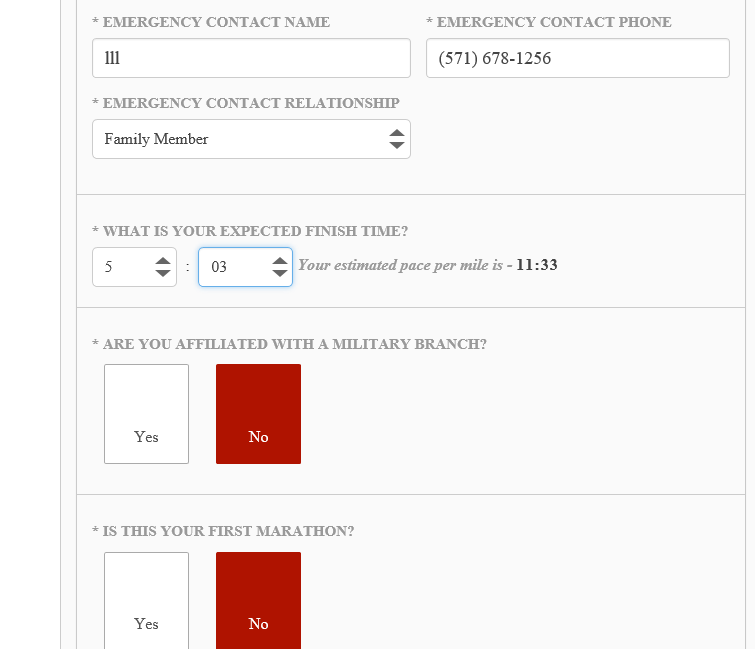 * EMERGENCY CONTACT NAME
* EMERGENCY CONTACT PHONE
lll
(571) 678-1256
* EMERGENCY CONTACT RELATIONSHIP
Family Member
* WHAT IS YOUR EXPECTED FINISH TIME?
5 : 03 Your estimated pace per mile is - 11:33
* ARE YOU AFFILIATED WITH A MILITARY BRANCH?
Yes No
* IS THIS YOUR FIRST MARATHON?
Yes No